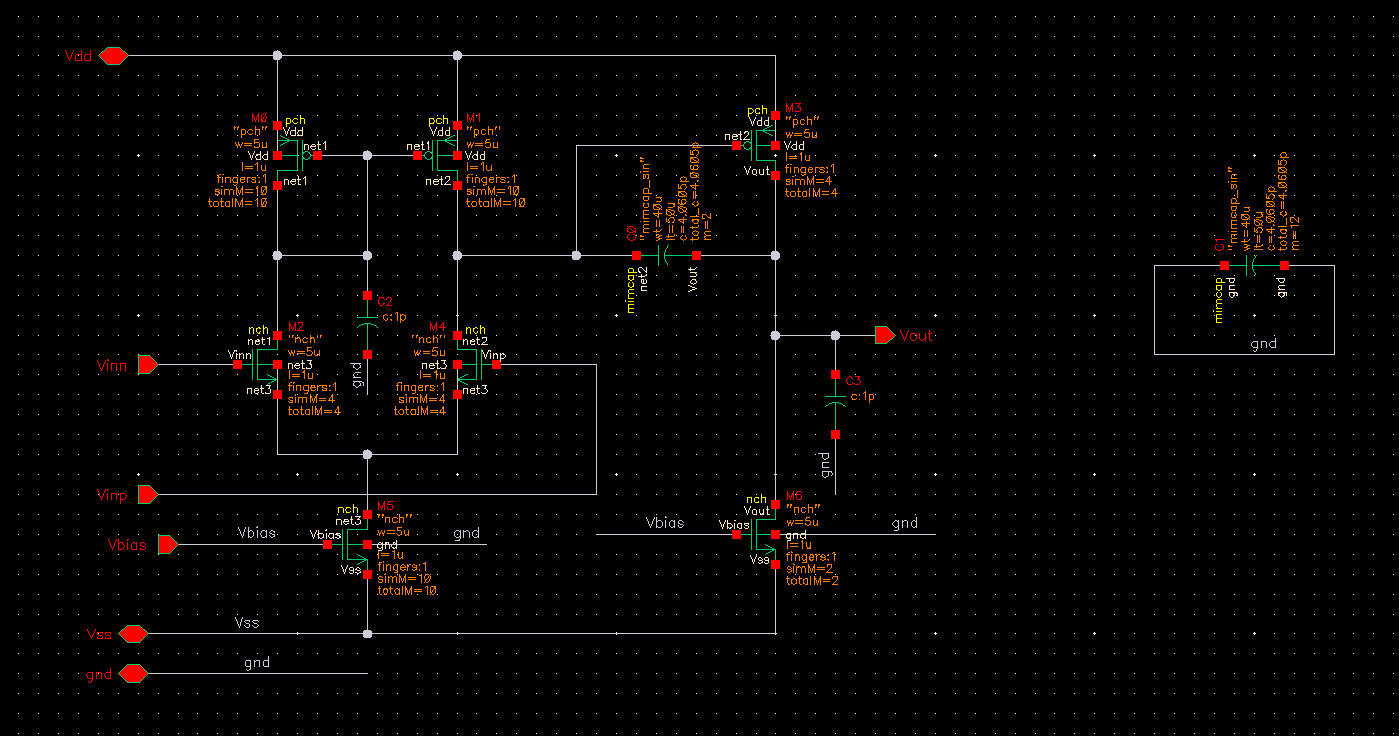 Vdd
M0
pch
"pch"
Vdd
w=5u
Vdd
net1
l=1u
fingers:1
net1
simM=10
totalM=10
M1
pch
"pch"
Vdd
w=5u
net1
Vdd
l=1u
fingers:1
net2
simM=10
totalM=10
M3
pch
"pch"
Vdd
w=5u
net2
Vdd
l=1u
fingers:1
Vout
simM=4
totalM=4
C0
"mimcap_sin"
wt=40u
lt=50u
c=4.0605p
total_c=4.0605p
m=2
mimcap
net2
Vout
C1
"mimcap_sin"
wt=40u
lt=50u
c=4.0605p
total_c=4.0605p
m=12
mimcap
gnd
gnd
gnd
C2
c:1p
gnd
M2
nch
"nch"
net1
w=5u
Vinn
net3
l=1u
fingers:1
net3
simM=4
totalM=4
M4
nch
"nch"
net2
w=5u
Vinp
net3
l=1u
fingers:1
net3
simM=4
totalM=4
Vinn
Vout
C3
c:1p
gnd
Vinp
M5
nch
"nch"
net3
w=5u
Vbias
Vbias
Vbias
gnd
gnd
l=1u
fingers:1
Vss
simM=10
totalM=10
M6
nch
"nch"
Vout
w=5u
Vbias
Vbias
gnd
gnd
l=1u
fingers:1
Vss
simM=2
totalM=2
Vss
Vss
gnd
gnd